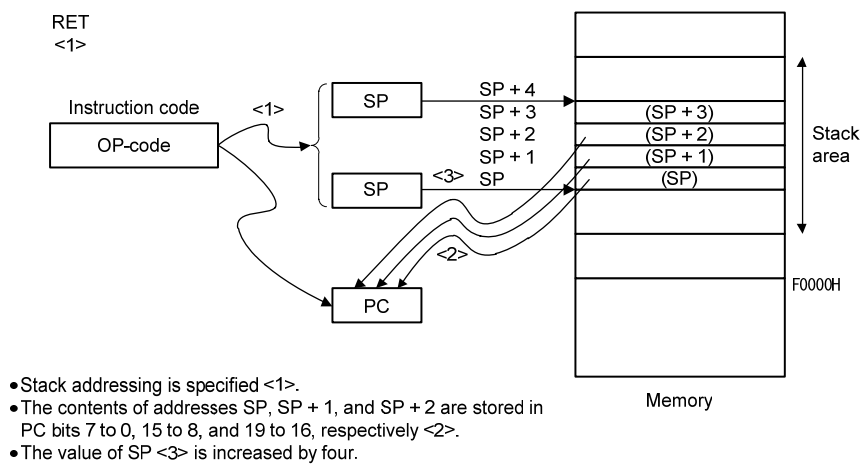 RET
<1>
Instruction code
<1>
OP-code
SP
SP
SP + 4
SP + 3
SP + 2
SP + 1
<3> SP
(SP + 3)
(SP + 2)
(SP + 1)
(SP)
Stack
area
<2>
PC
F0000H
Memory
•Stack addressing is specified <1>.
•The contents of addresses SP, SP + 1, and SP + 2 are stored in
PC bits 7 to 0, 15 to 8, and 19 to 16, respectively <2>.
•The value of SP <3> is increased by four.